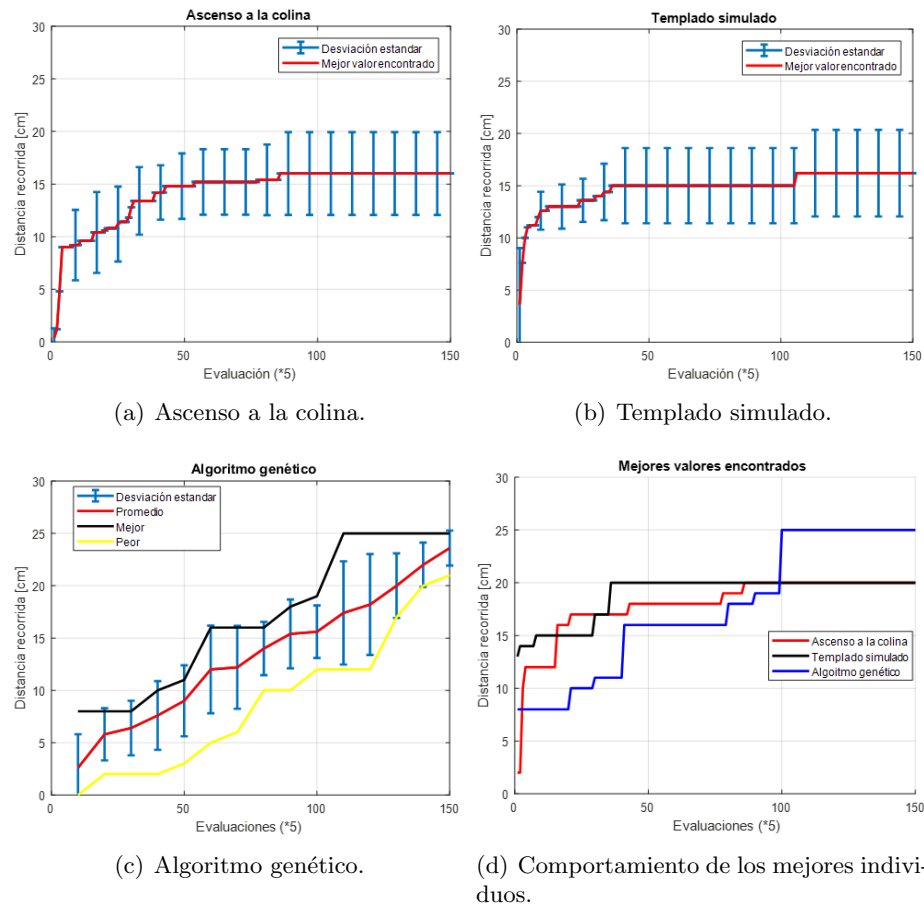 Ascenso a la colina
Desviación estandar
Mejor valor encontrado
30
25
20
15
10
5
0
Distancia recorrida [cm]
0 50 100 150
Evaluación (*5)
(a) Ascenso a la colina.
Templado simulado
Desviación estandar
Mejor valor encontrado
30
25
20
15
10
5
0
Distancia recorrida [cm]
0 50 100 150
Evaluación (*5)
(b) Templado simulado.
Algoritmo genético
Desviación estandar
Promedio
Mejor
Peor
30
25
20
15
10
5
0
Distancia recorrida [cm]
0 50 100 150
Evaluaciones (*5)
(c) Algoritmo genético.
Mejores valores encontrados
30
25
20
15
10
5
0
Distancia recorrida [cm]
Ascenso a la colina
Templado simulado
Algoitmo genético
0 50 100 150
Evaluaciones (*5)
(d) Comportamiento de los mejores indivi-
duos.